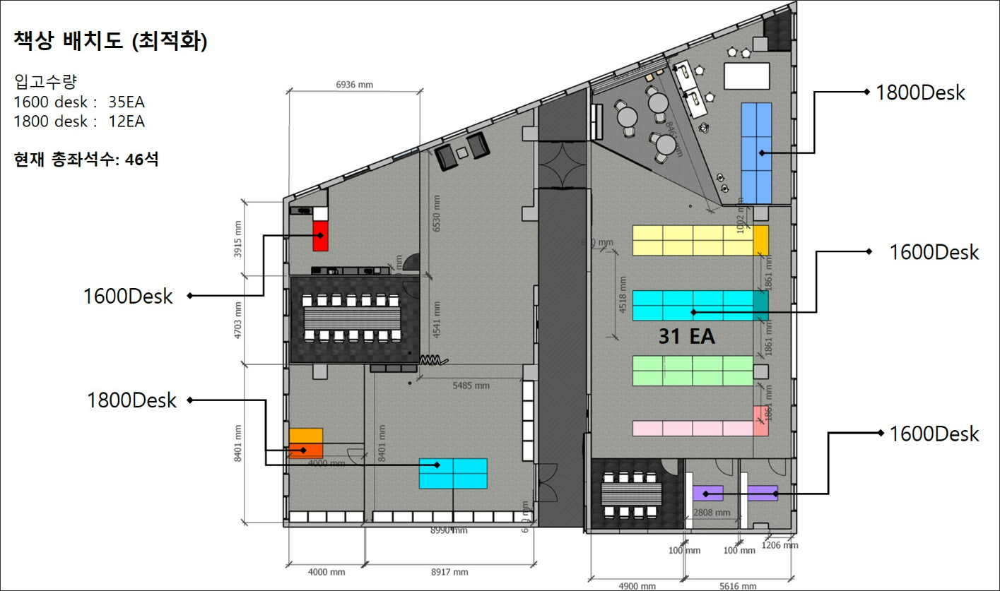 책상 배치도 (최적화)
입고수량
1600 desk : 35EA
1800 desk : 12EA
현재 총좌석수: 46석
6936 mm
8461 mm
1800Desk
6530 mm
1002 mm
3915 mm
1600Desk
1861 mm
4518 mm
1600Desk
4703 mm
4541 mm
31 EA
1861 mm
5485 mm
1800Desk
1861 mm
8401 mm
8401 mm
1600Desk
4000 mm
2808 mm
8990 mm
100 mm
100 mm
1206 mm
4000 mm
8917 mm
4900 mm
5616 mm